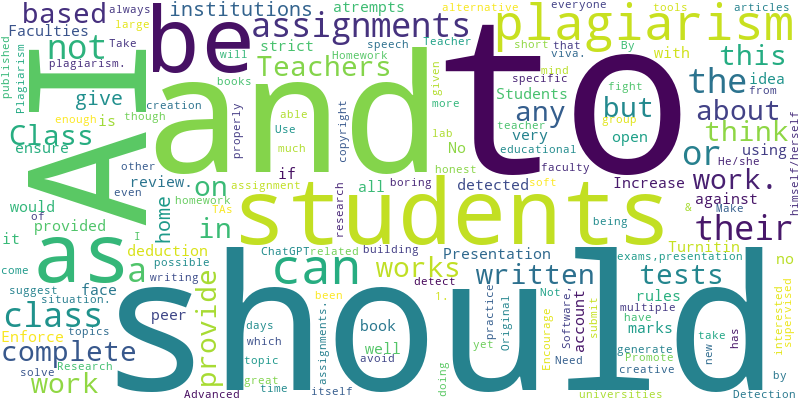 based
institutions
atrempts
alternative
everyone
always
large
assignments
plagiarism
tools
articles
Faculties
Take
be
strict
speech
Teacher
short
that
By
with
not
plagiarism.
Teachers
Homework
will
viva.
this
published
Plagiarism
give
creation
books
given
specific
mind
the
idea
from
AI
and
to
Students
fight
Class
enough
is
though
able
more
any
but
group
about
ensure
properly
Use
copyright
lab
very
teacher
open
think
other
much
No
educational
or
using
He/she
even
review.
if
honest
faculty
work.
himself/herself
would
of
on
assignment
all
boring
detected
soft
Increase
against
Make
home
homework
research
students
&
provided
I
TAs
in
being
their
it
as
a
deduction
ChatGPT
related
building
Presentation
Turnitin
come
possible
can
works
written
exams,presentation
no
suggest
face
writing
detect
tests
situation.
provide
been
1.
practice
Not
rules
interested
supervised
class
topics
peer
should
days
assignments.
book
Original
Software,
account
submit
multiple
have
marks
Enforce
which
well
yet
Encourage
take
new
has
complete
topic
avoid
Need
generate
solve
Research
great
doing
Promote
creative
work
time
itself
by
Advanced
universities
Detection